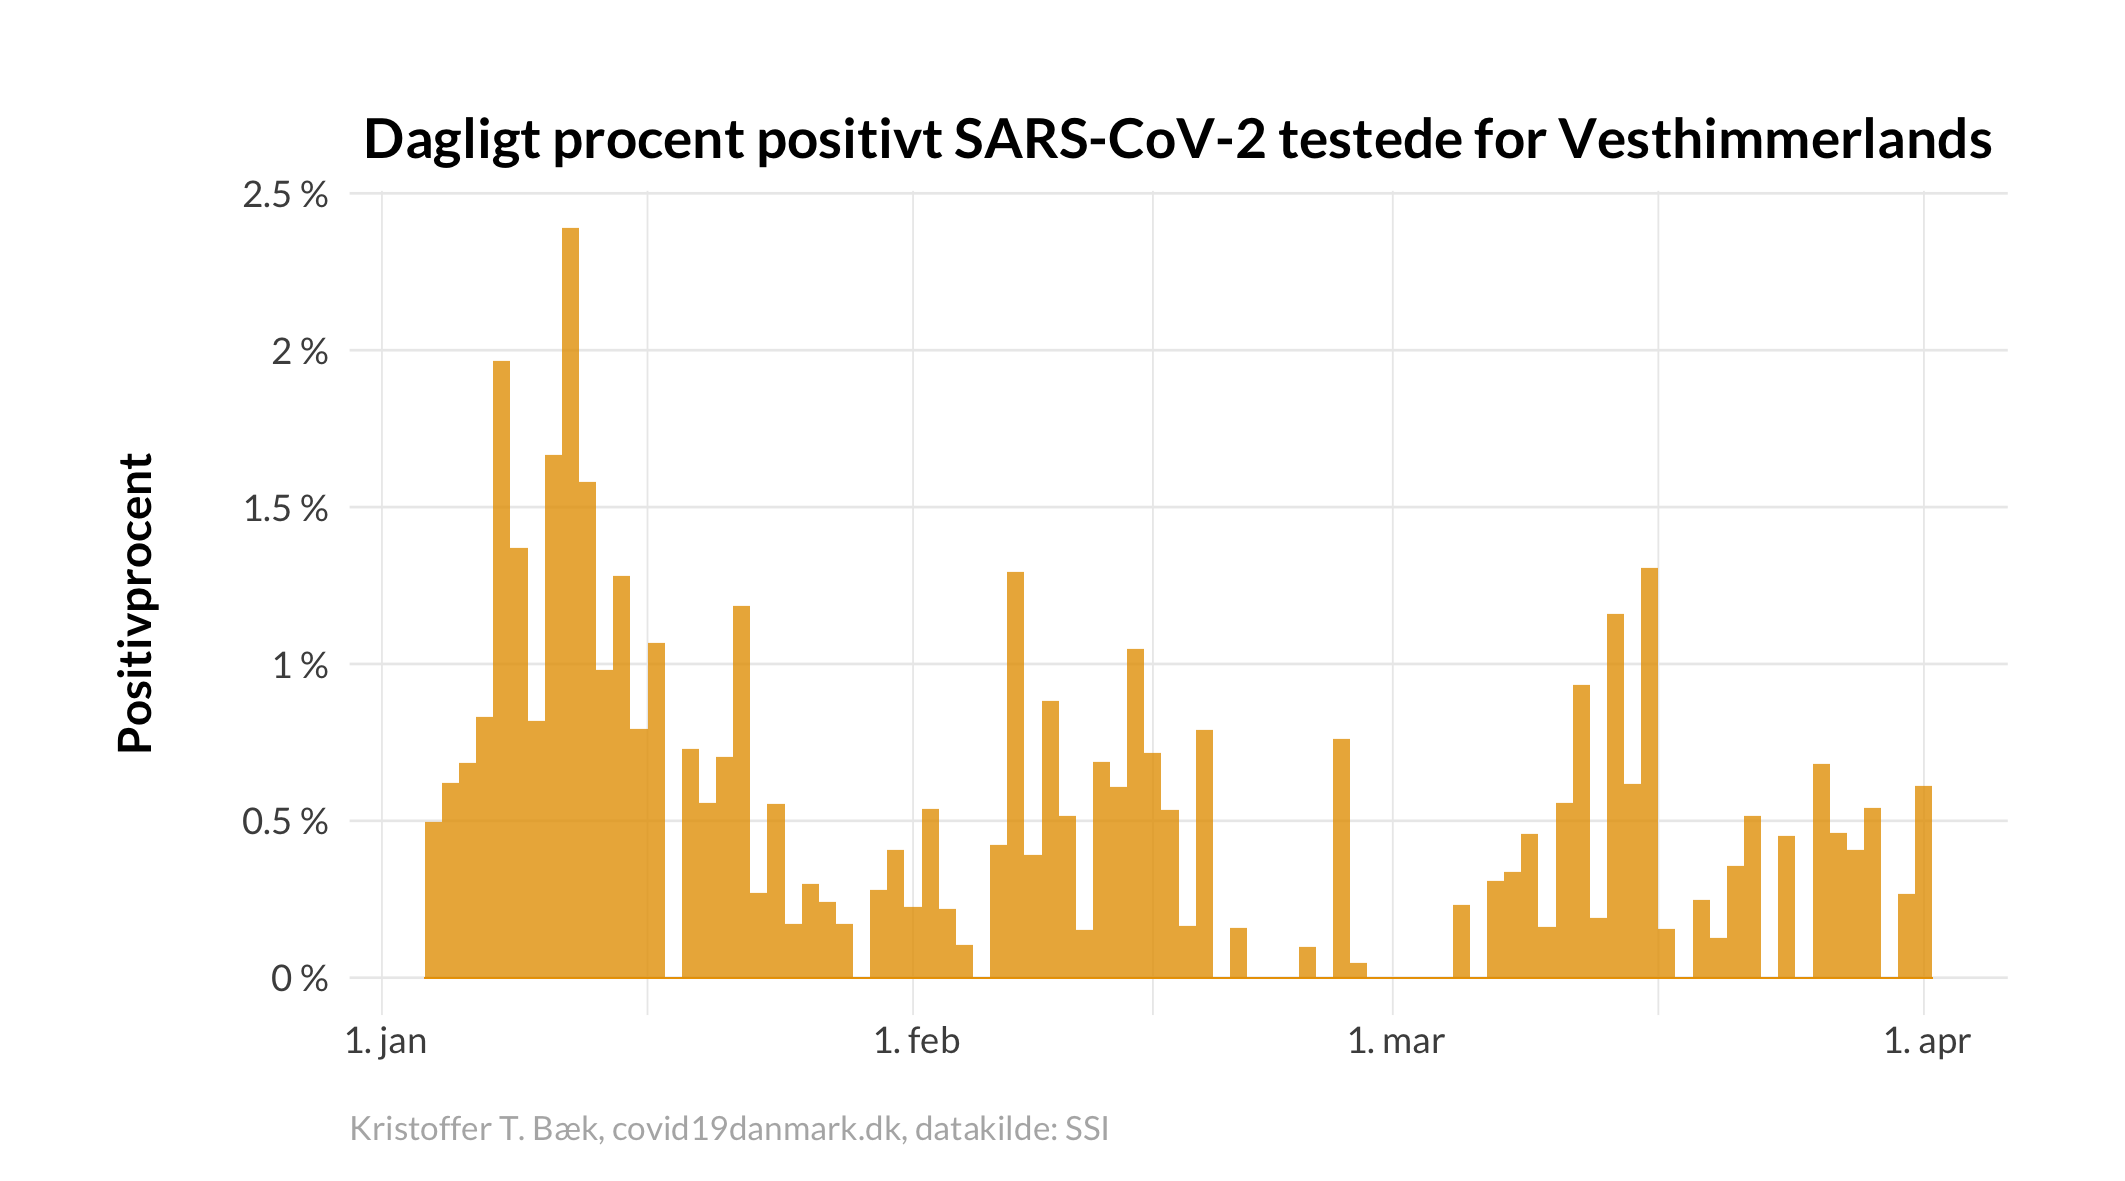 Dagligt procent positivt SARS-CoV-2 testede for Vesthimmerlands
Positivprocent
2.5 %
2 %
1.5 %
1 %
0.5 %
0 %
1. jan
1. feb
1. mar
1. apr
Kristoffer T. Bæk, covid19danmark.dk, datakilde: SSI